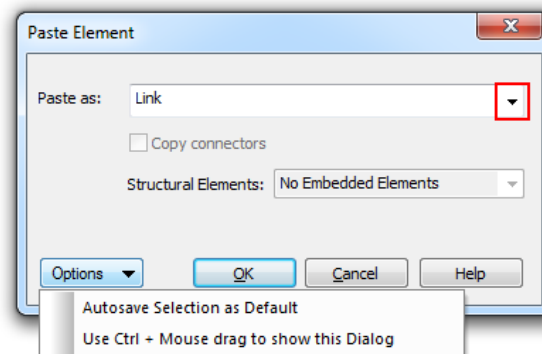 Paste Element
Paste as: Link
Copy connectors
Structural Elements: No Embedded Elements
Options OK Cancel Help
Autosave Selection as Default
Use Ctrl + Mouse drag to show this Dialog